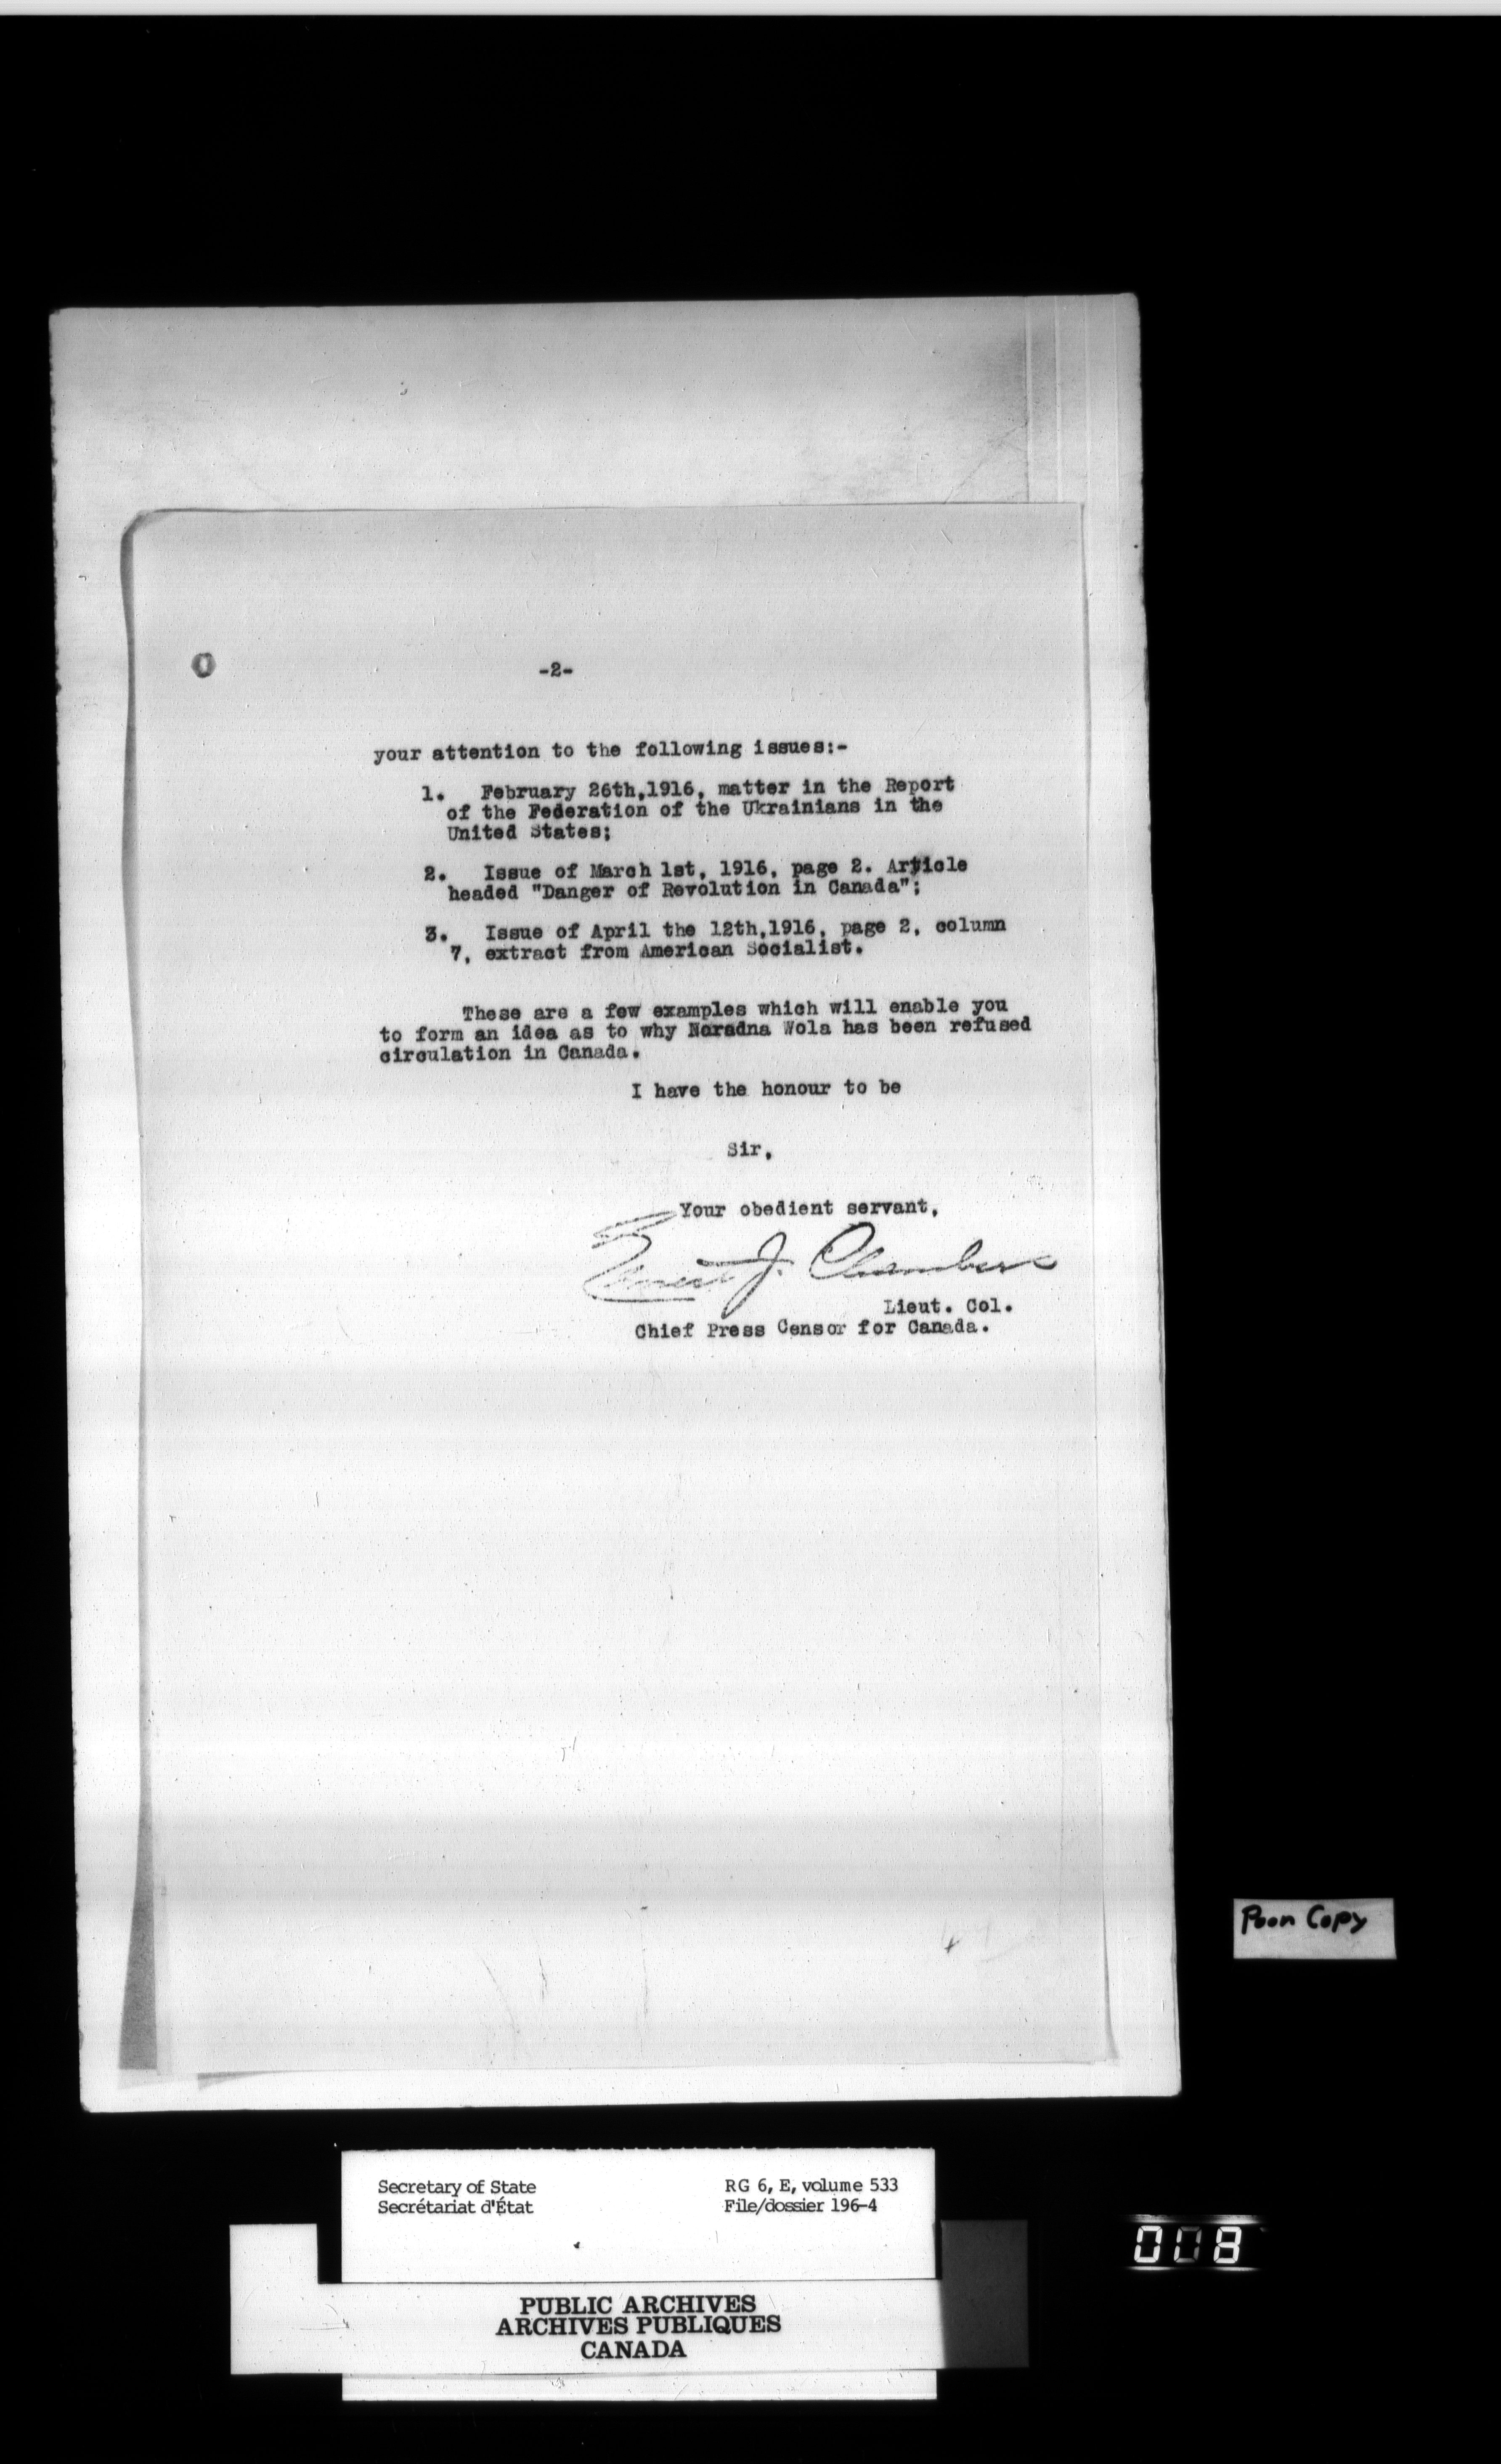 -2-
your attention to the following issues:-
1. February 26th,1916, matter in the Report
of the Federation of the Ukrainians in the
United States;
2. Issue of March 1st, 1916, page 2. Article
headed "Danger of Revolution in Canada";
3. Issue of April the 12th,1916, page 2, column
7, extract from American Socialist.
These are a few examples which will enable you
to form an idea as to why Naradna Wola has been refused
circulation in Canada.
I have the honour to be
Sir,
Your obedient servant,
Ernest J. Chambers
Lieut. Col.
Chief Press Censor for Canada.
Poor Copy
Secretary of State
Secrétariat d'État
RG 6, E, volume 533
File/dossier 196-4
PUBLIC ARCHIVES
ARCHIVES PUBLIQUES
CANADA
008